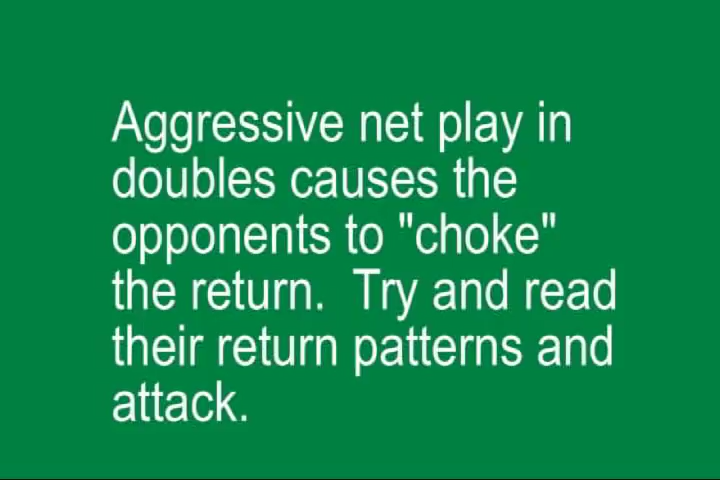 Aggressive net play in
doubles causes the
opponents to "choke"
the return.  Try and read
their return patterns and
attack.